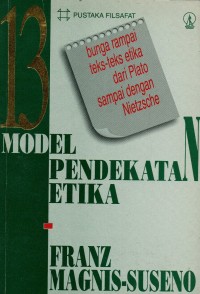 PUSTAKA FILSAFAT
bunga rampai
teks-teks etika
dari Plato
sampai dengan
Nietzsche
13
MODEL
PENDEKATAN
ETIKA
FRANZ
MAGNIS-SUSENO